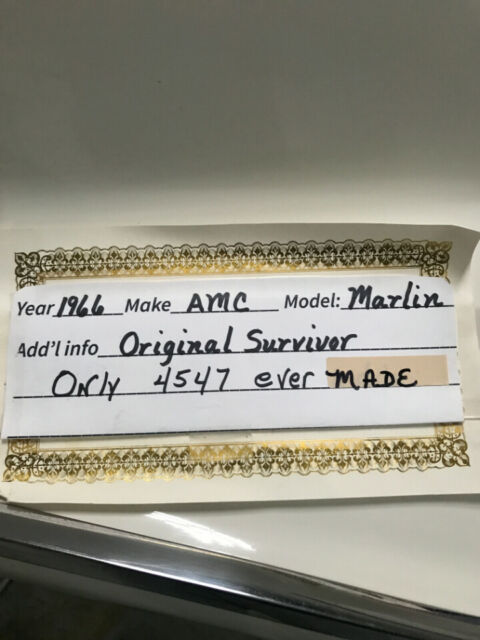 Year 1966 Make AMC Model: Marlin
Add'l info Original Survivor
Only 4547 ever MADE